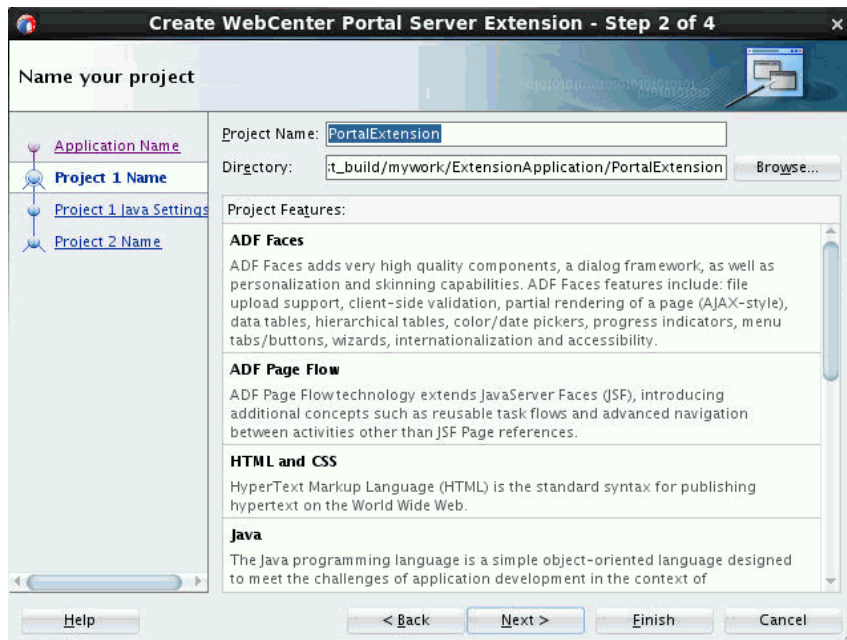 Create WebCenter Portal Server Extension - Step 2 of 4
Name your project
Application Name
Project 1 Name
Project 1 Java Settings
Project 2 Name
Project Name: PortalExtension
Directory: :t_build/mywork/ExtensionApplication/PortalExtension Browse...
Project Features:
ADF Faces
ADF Faces adds very high quality components, a dialog framework, as well as
personalization and skinning capabilities. ADF Faces features include: file
upload support, client-side validation, partial rendering of a page (AJAX-style),
data tables, hierarchical tables, color/date pickers, progress indicators, menu
tabs/buttons, wizards, internationalization and accessibility.
ADF Page Flow
ADF Page Flow technology extends JavaServer Faces (JSF), introducing
additional concepts such as reusable task flows and advanced navigation
between activities other than JSF Page references.
HTML and CSS
HyperText Markup Language (HTML) is the standard syntax for publishing
hypertext on the World Wide Web.
Java
The Java programming language is a simple object-oriented language designed
to meet the challenges of application development in the context of
Help < Back Next > Finish Cancel